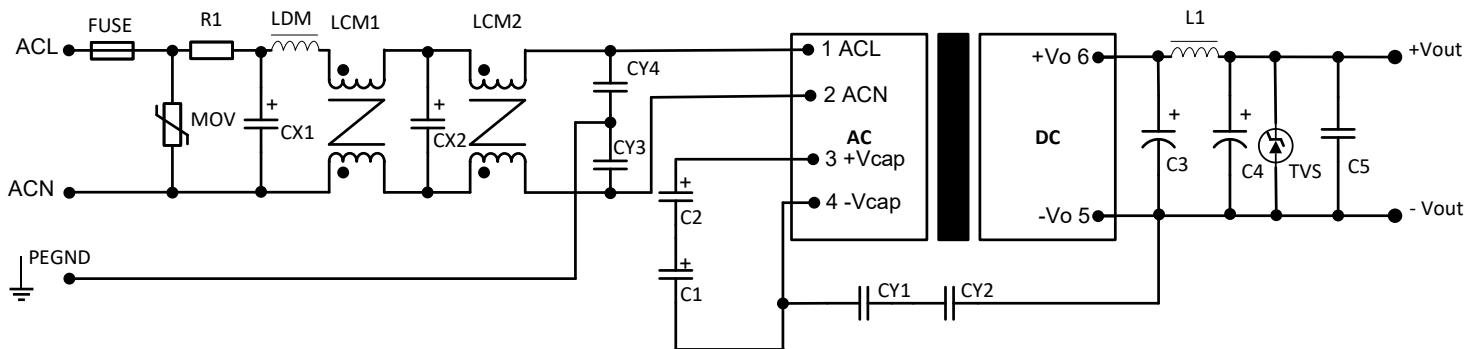 FUSE
R1
LDM
LCM1
LCM2
L1
ACL
1 ACL
+Vo 6
+Vout
CY4
2 ACN
MOV
+
CX1
+
CX2
CY3
AC
DC
+
C3
+
C4
TVS
C5
3 +Vcap
ACN
+
C2
4 -Vcap
-Vo 5
- Vout
PEGND
+
C1
CY1
CY2